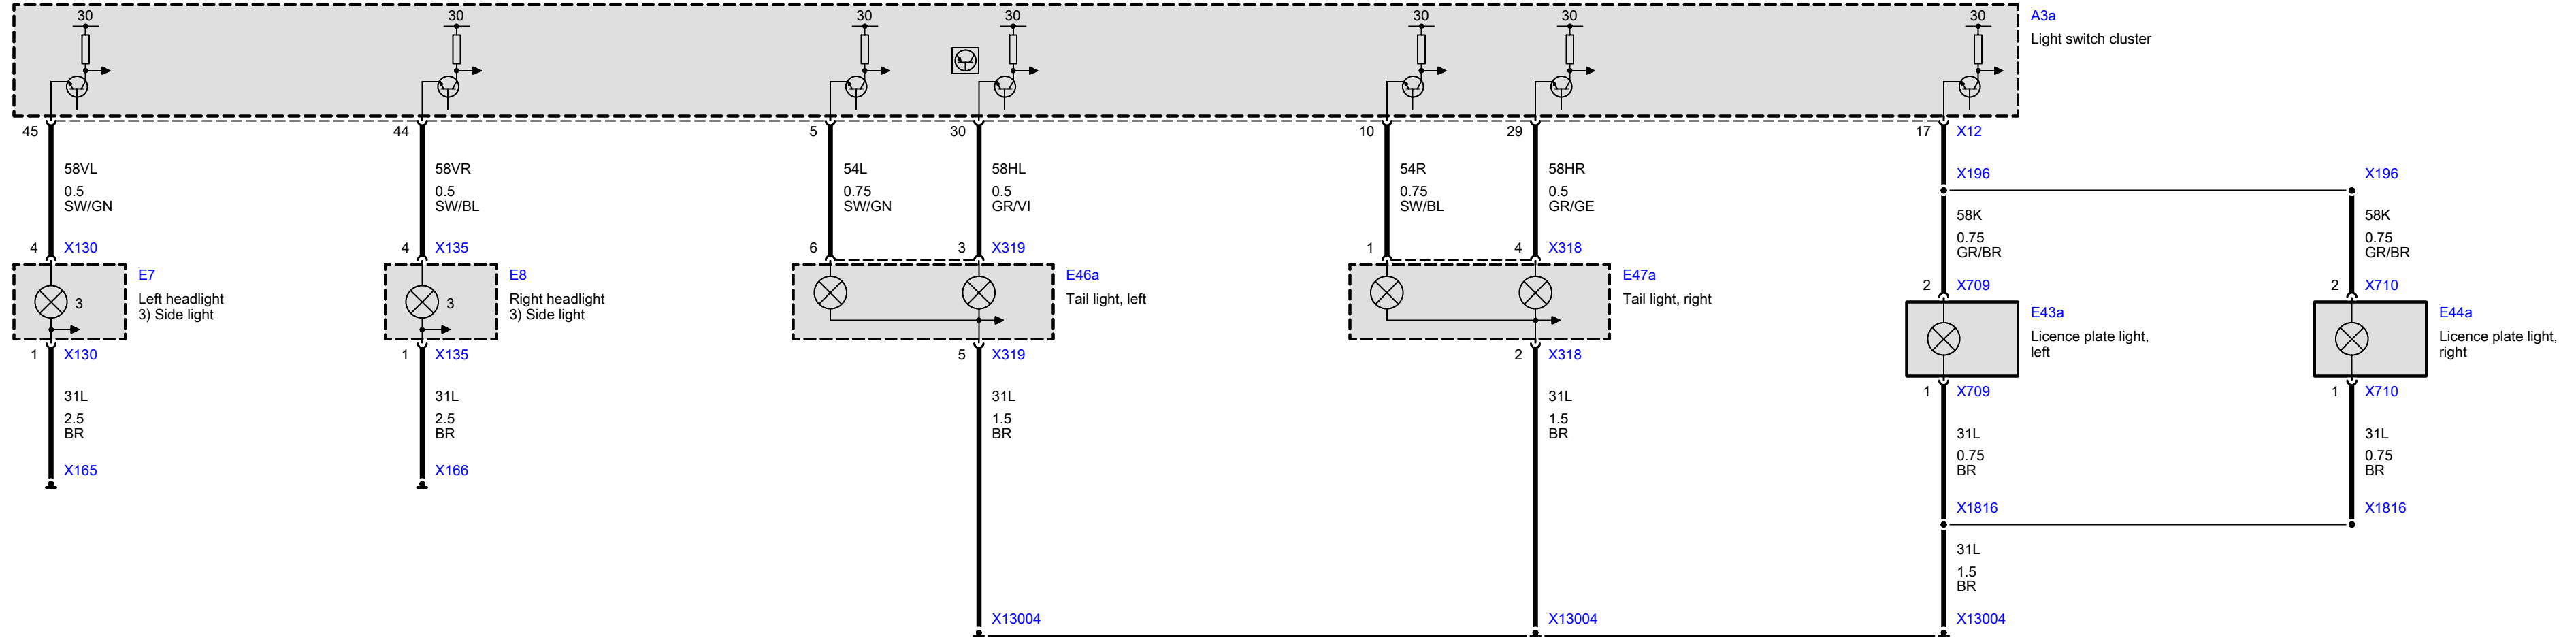 30 30 30 30 30 30 30
A3a
Light switch cluster
45 44 5 30 10 29 17 X12
58VL
0.5
SW/GN
58VR
0.5
SW/BL
54L
0.75
SW/GN
58HL
0.5
GR/VI
54R
0.75
SW/BL
58HR
0.5
GR/GE
X196 X196
58K
0.75
GR/BR
58K
0.75
GR/BR
4 X130
4 X135
6 3 X319
1 4 X318
2 X709
2 X710
E7
Left headlight
3) Side light
3
E8
Right headlight
3) Side light
3
E46a
Tail light, left
E47a
Tail light, right
E43a
Licence plate light,
left
E44a
Licence plate light,
right
1 X130
1 X135
5 X319
2 X318
1 X709
1 X710
31L
2.5
BR
31L
2.5
BR
31L
1.5
BR
31L
1.5
BR
31L
0.75
BR
31L
0.75
BR
X165
X166
X1816 X1816
31L
1.5
BR
X13004 X13004 X13004